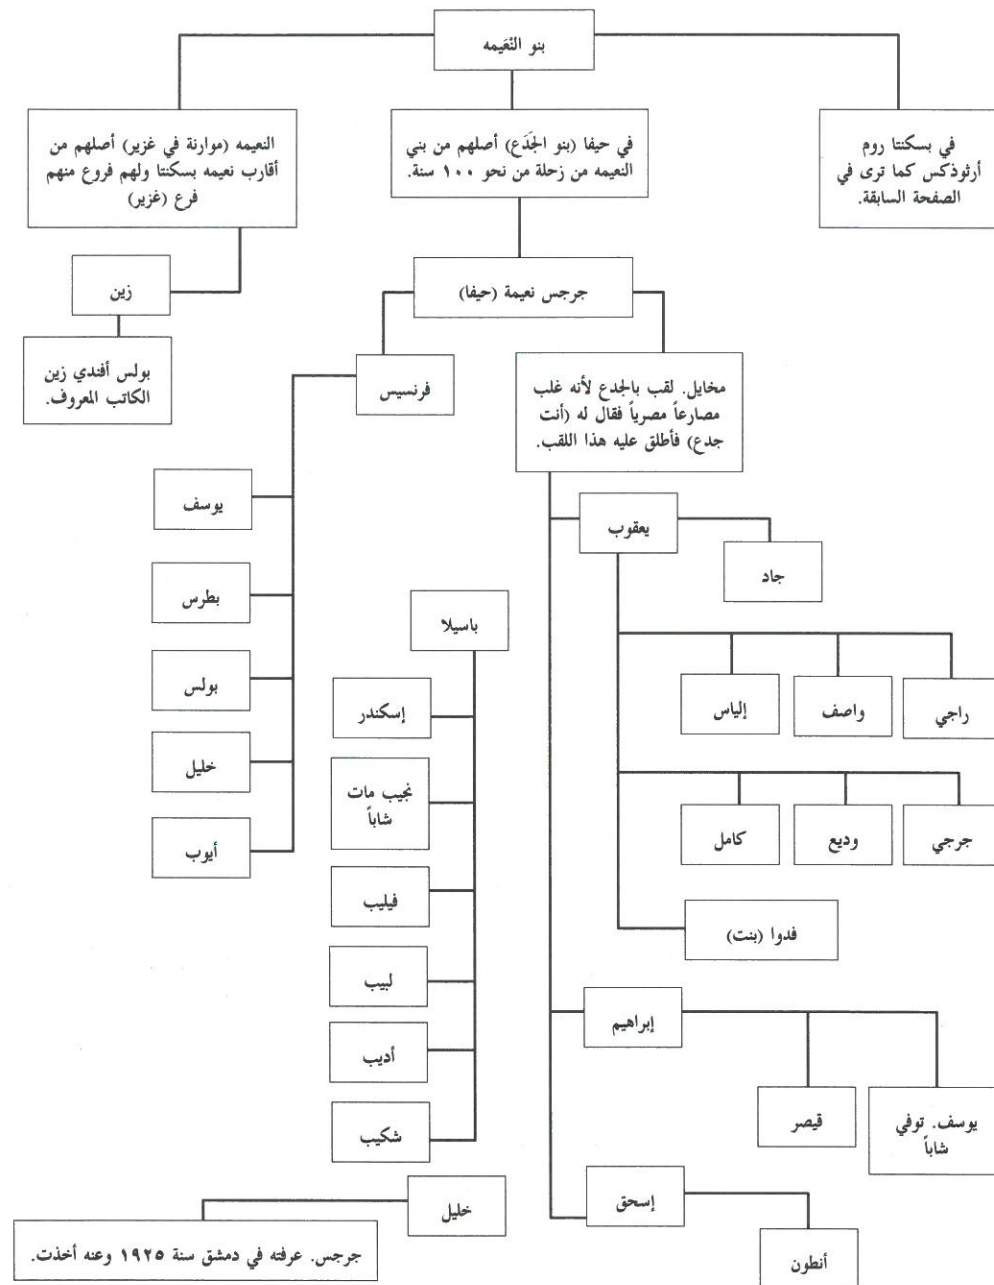 بنو النْعَيمه
في بسكنتا روم
أرثوذكس كما ترى في
الصفحة السابقة.
في حيفا (بنو الجَدَع) أصلهم من بني
النعيمه من زحلة من نحو ١٠٠ سنة.
النعيمه (موارنة في غزير) أصلهم من
أقارب نعيمه بسكنتا ولهم فروع منهم
فرع (غزير)
زين
بولس أفندي زين
الكاتب المعروف.
جرجس نعيمة (حيفا)
مخايل. لقب بالجدع لأنه غلب
مصارعاً مصرياً فقال له (أنت
جدع) فأطلق عليه هذا اللقب.
فرنسيس
يوسف
بطرس
بولس
خليل
أيوب
يعقوب
جاد
راجي
واصف
إلياس
جرجي
وديع
كامل
فدوا (بنت)
إبراهيم
يوسف. توفي
شاباً
قيصر
إسحق
أنطون
باسيلا
إسكندر
نجيب مات
شاباً
فيليب
لبيب
أديب
شكيب
خليل
جرجس. عرفته في دمشق سنة ١٩٢٥ وعنه أخذت.